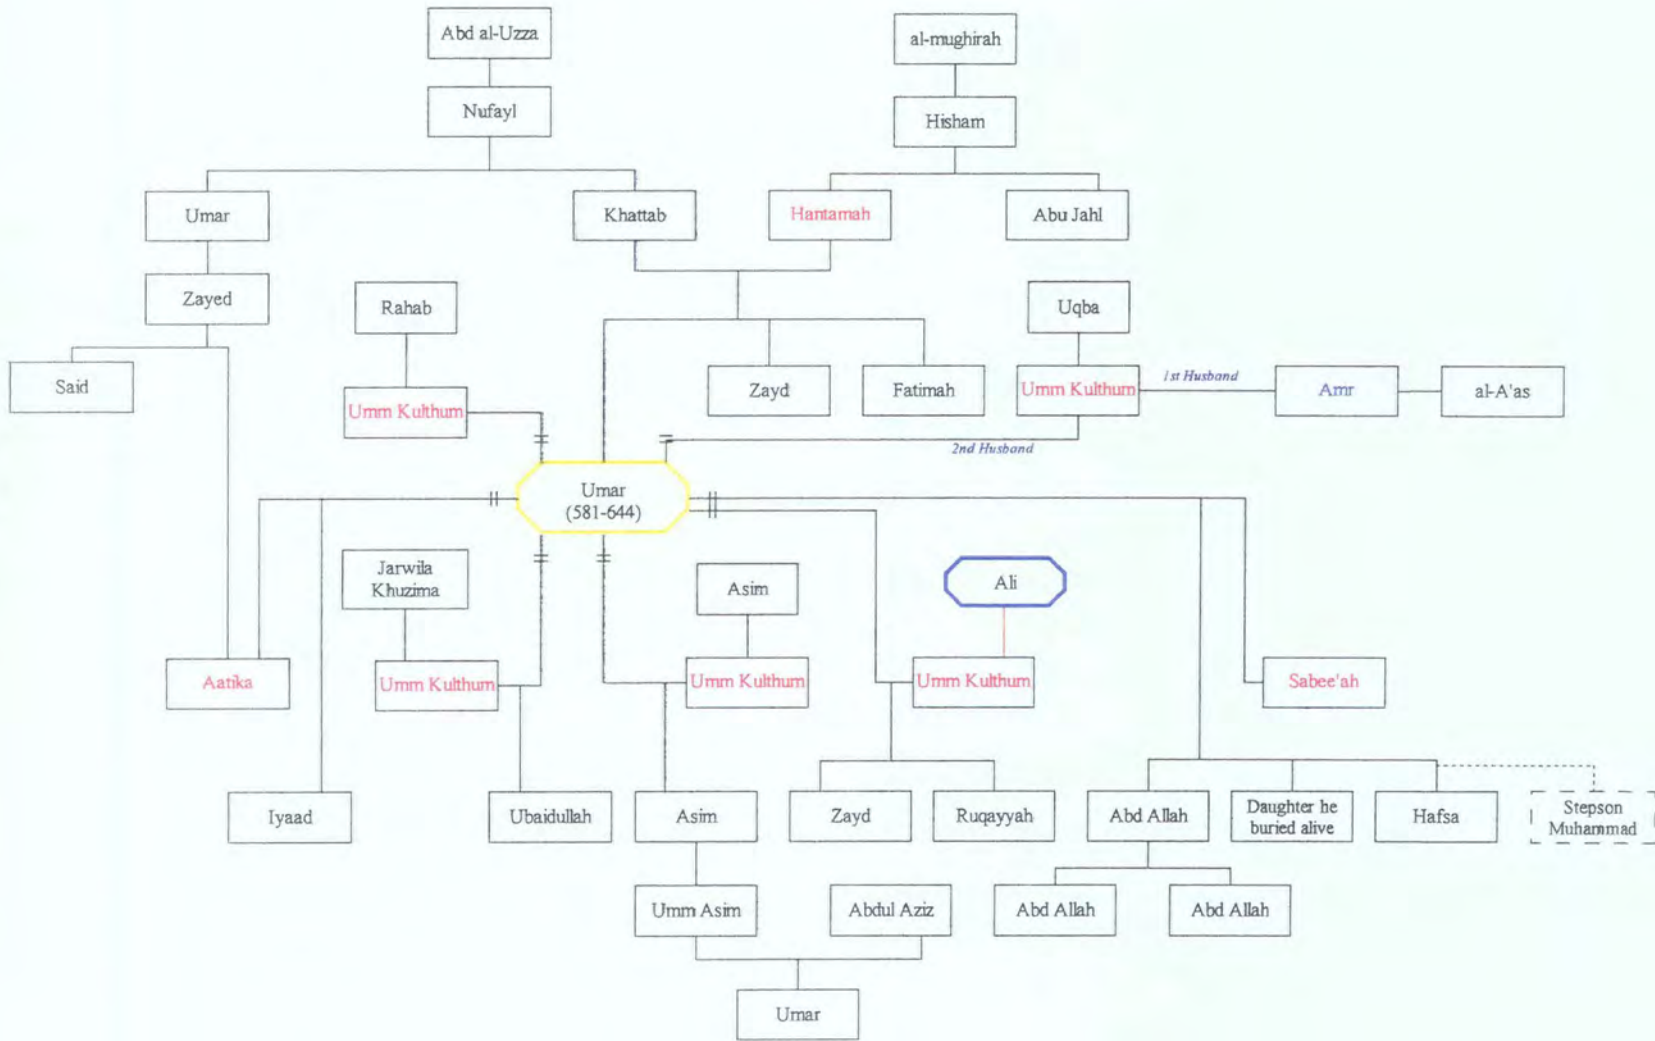 Abd al-Uzza
al-mughirah
Nufayl
Hisham
Umar
Khattab
Hantamah
Abu Jahl
Zayed
Rahab
Uqba
Said
Umm Kulthum
Zayd
Fatimah
Umm Kulthum
1st Husband
Amr
al-A'as
2nd Husband
Umar
(581-644)
Jarwila
Khuzima
Asim
Ali
Aatika
Umm Kulthum
Umm Kulthum
Umm Kulthum
Sabee'ah
Iyaad
Ubaidullah
Asim
Zayd
Ruqayyah
Abd Allah
Daughter he
buried alive
Hafsa
Stepson
Muhammad
Umm Asim
Abdul Aziz
Abd Allah
Abd Allah
Umar